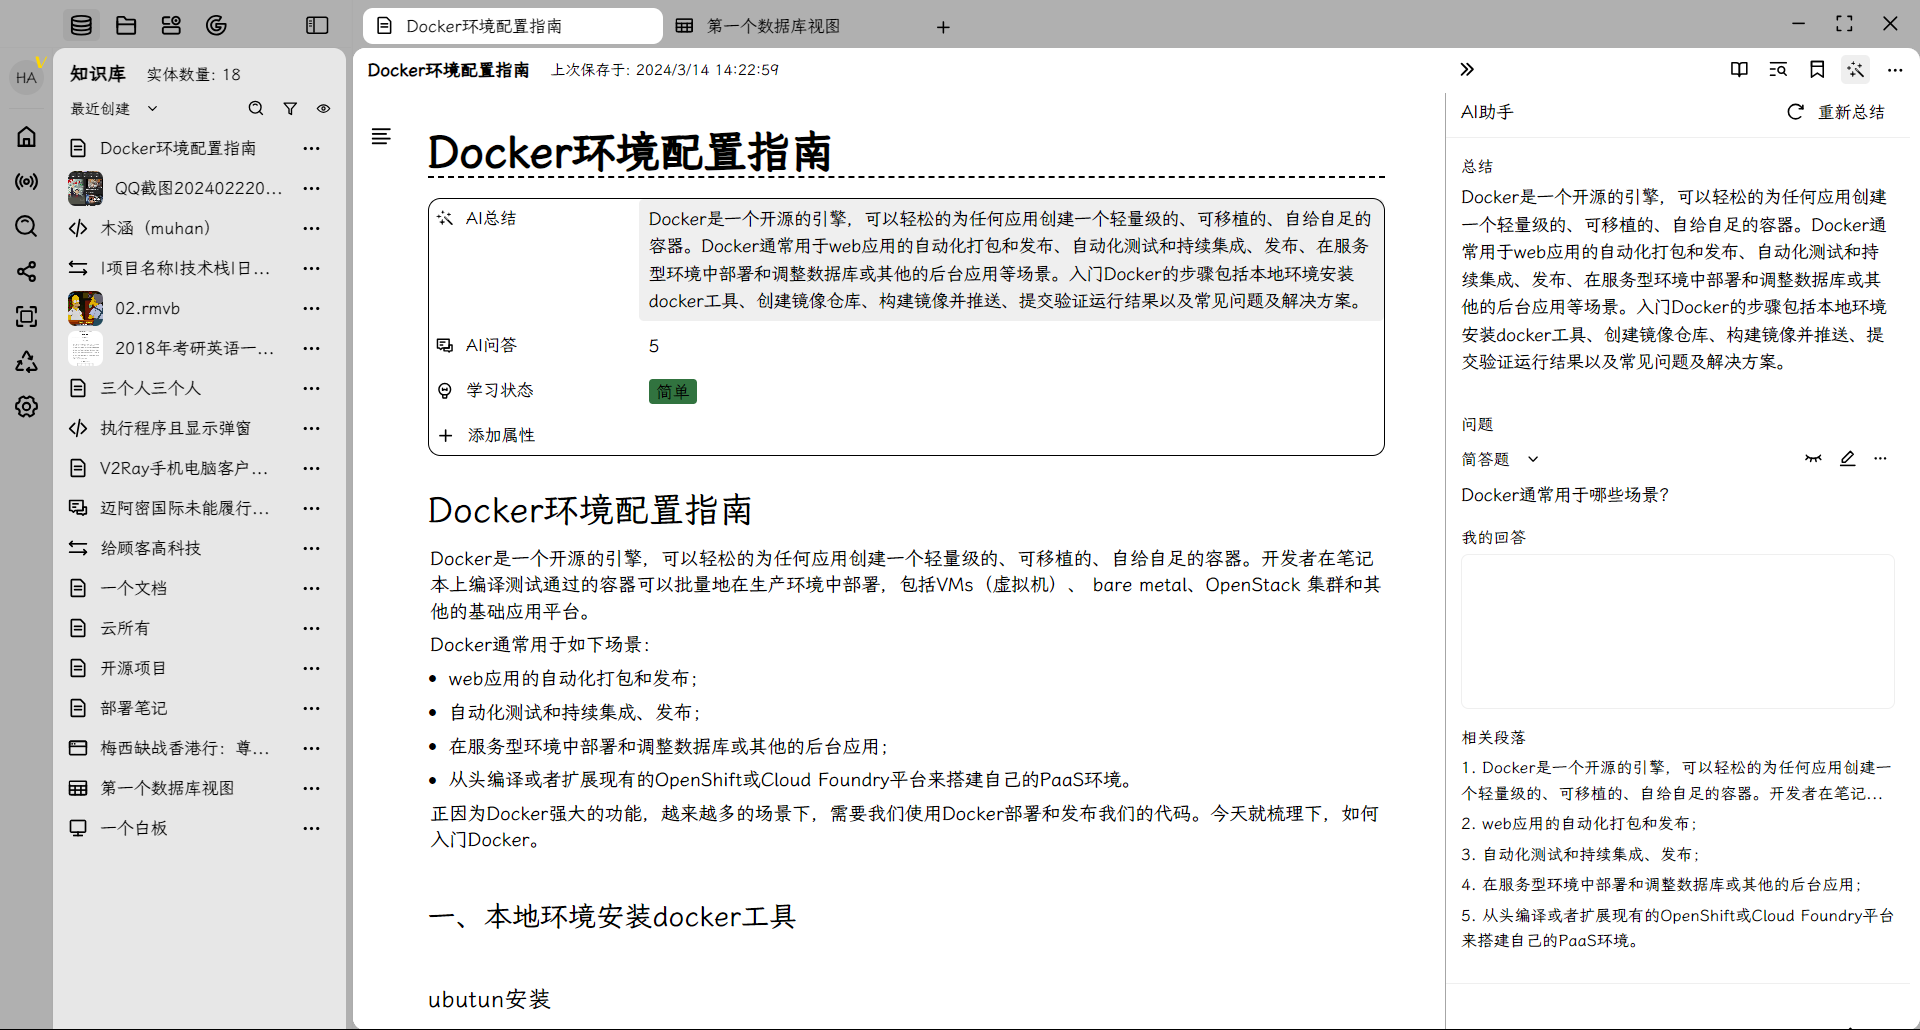 Docker环境配置指南
第一个数据库视图
HA
V
知识库
实体数量: 18
最近创建
Docker环境配置指南
QQ截图202402220...
木涵（muhan）
|项目名称|技术栈|日...
02.rmvb
2018年考研英语一...
三个人三个人
执行程序且显示弹窗
V2Ray手机电脑客户...
迈阿密国际未能履行...
给顾客高科技
一个文档
云所有
开源项目
部署笔记
梅西缺战香港行：尊...
第一个数据库视图
一个白板
Docker环境配置指南
上次保存于: 2024/3/14 14:22:59
Docker环境配置指南
AI总结
Docker是一个开源的引擎，可以轻松的为任何应用创建一个轻量级的、可移植的、自给自足的
容器。Docker通常用于web应用的自动化打包和发布、自动化测试和持续集成、发布、在服务
型环境中部署和调整数据库或其他的后台应用等场景。入门Docker的步骤包括本地环境安装
docker工具、创建镜像仓库、构建镜像并推送、提交验证运行结果以及常见问题及解决方案。
AI问答
5
学习状态
简单
添加属性
Docker环境配置指南
Docker是一个开源的引擎，可以轻松的为任何应用创建一个轻量级的、可移植的、自给自足的容器。开发者在笔记
本上编译测试通过的容器可以批量地在生产环境中部署，包括VMs（虚拟机）、 bare metal、OpenStack 集群和其
他的基础应用平台。
Docker通常用于如下场景：
• web应用的自动化打包和发布；
• 自动化测试和持续集成、发布；
• 在服务型环境中部署和调整数据库或其他的后台应用；
• 从头编译或者扩展现有的OpenShift或Cloud Foundry平台来搭建自己的PaaS环境。
正因为Docker强大的功能，越来越多的场景下，需要我们使用Docker部署和发布我们的代码。今天就梳理下，如何
入门Docker。
一、本地环境安装docker工具
ubutun安装
AI助手
重新总结
总结
Docker是一个开源的引擎，可以轻松的为任何应用创建
一个轻量级的、可移植的、自给自足的容器。Docker通
常用于web应用的自动化打包和发布、自动化测试和持
续集成、发布、在服务型环境中部署和调整数据库或其
他的后台应用等场景。入门Docker的步骤包括本地环境
安装docker工具、创建镜像仓库、构建镜像并推送、提
交验证运行结果以及常见问题及解决方案。
问题
简答题
Docker通常用于哪些场景？
我的回答
相关段落
1. Docker是一个开源的引擎，可以轻松的为任何应用创建一
个轻量级的、可移植的、自给自足的容器。开发者在笔记...
2. web应用的自动化打包和发布；
3. 自动化测试和持续集成、发布；
4. 在服务型环境中部署和调整数据库或其他的后台应用；
5. 从头编译或者扩展现有的OpenShift或Cloud Foundry平台
来搭建自己的PaaS环境。